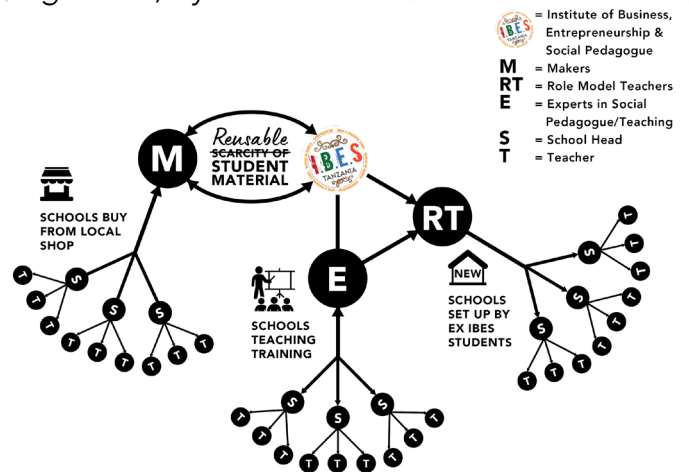 = Institute of Business,
Entrepreneurship &
Social Pedagogue
M = Makers
RT = Role Model Teachers
E = Experts in Social
Pedagogue/Teaching
S = School Head
T = Teacher
M
Reusable
SCARCITY OF
STUDENT
MATERIAL
I.B.E.S
TANZANIA
RT
E
SCHOOLS BUY
FROM LOCAL
SHOP
SCHOOLS
TEACHING
TRAINING
NEW
SCHOOLS
SET UP BY
EX IBES
STUDENTS
S
S
S
T
T
T
T
T
T
T
T
T
S
S
S
T
T
T
T
T
T
T
T
T
S
S
S
T
T
T
T
T
T
T
T
T